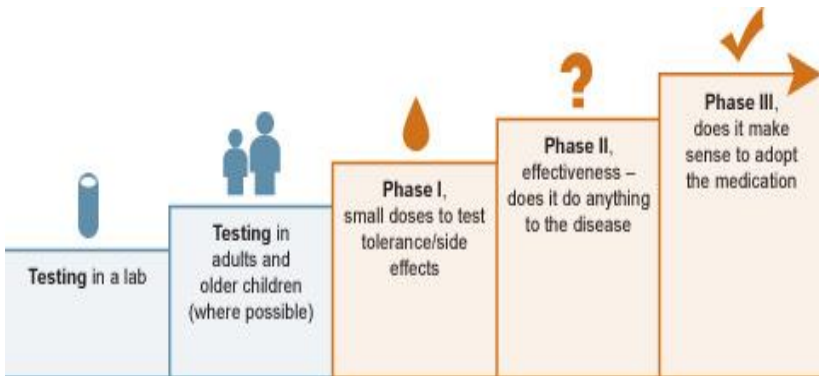 Testing in a lab
Testing in
adults and
older children
(where possible)
Phase I,
small doses to test
tolerance/side
effects
?
Phase II,
effectiveness –
does it do anything
to the disease
Phase III,
does it make
sense to adopt
the medication